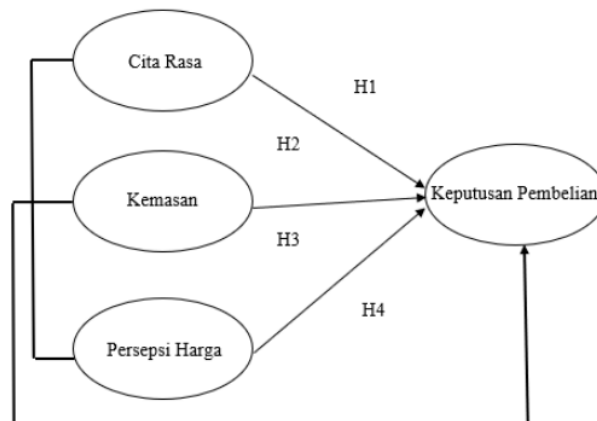 Cita Rasa
H1
H2
Kemasan
Keputusan Pembelian
H3
H4
Persepsi Harga